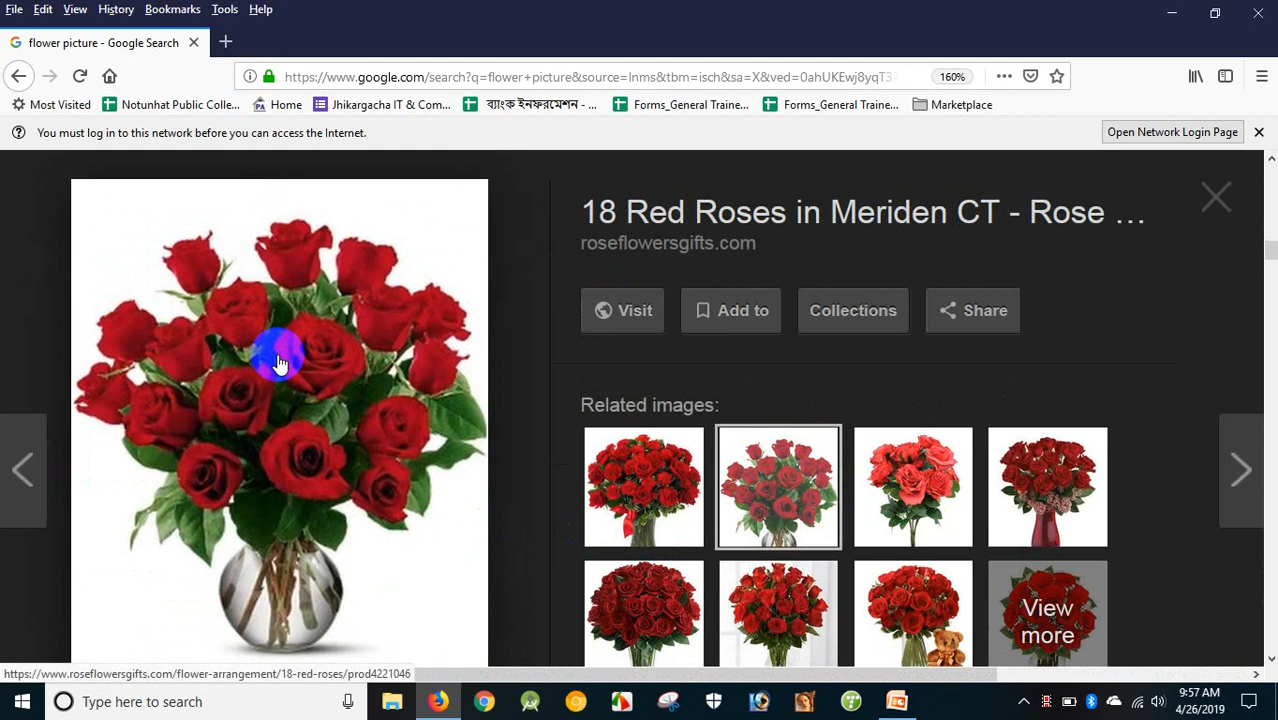 File Edit View History Bookmarks Tools Help
flower picture - Google Search
https://www.google.com/search?q=flower+picture&source=lnms&tbm=isch&sa=X&ved=0ahUKEwj8yqT3
160%
Most Visited Notunhat Public Colle... Home Jhikargacha IT & Com... ব্যাংক ইনফরমেশন - ... Forms_General Traine... Forms_General Traine... Marketplace
You must log in to this network before you can access the Internet.
Open Network Login Page
18 Red Roses in Meriden CT - Rose ...
roseflowersgifts.com
Visit Add to Collections Share
Related images:
View more
https://www.roseflowersgifts.com/flower-arrangement/18-red-roses/prod4221046
Type here to search
9:57 AM
4/26/2019